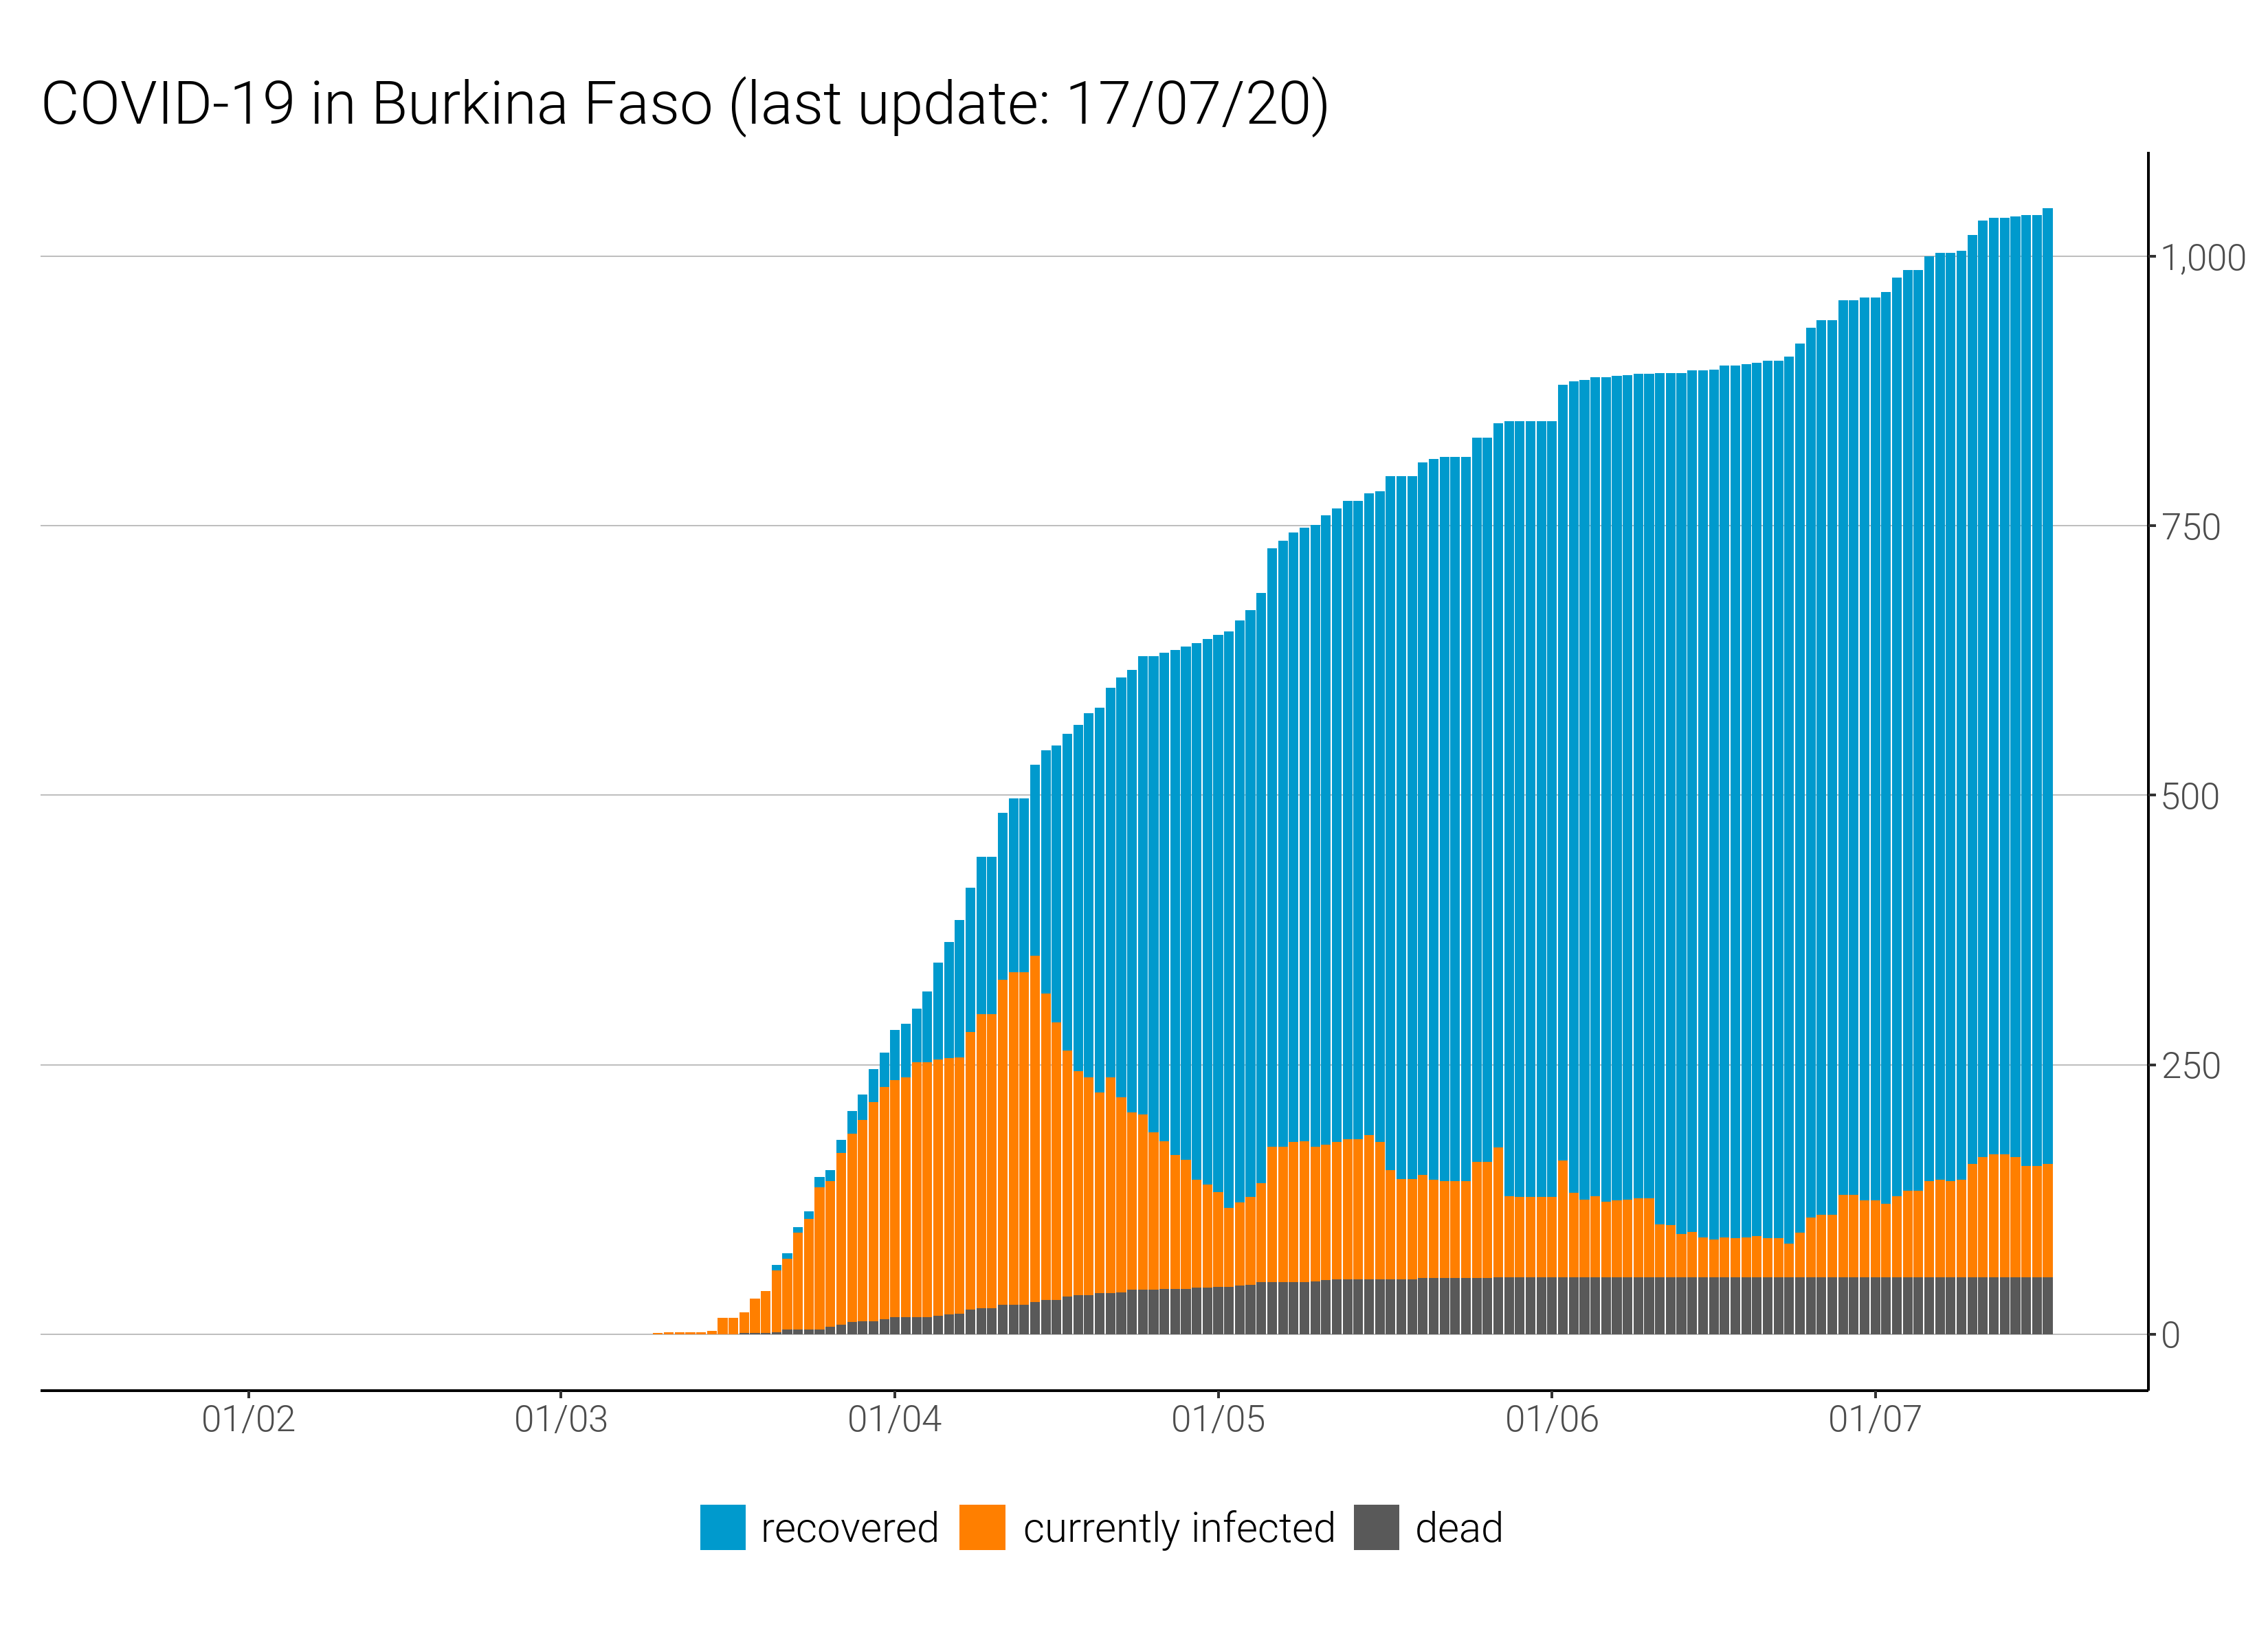 COVID-19 in Burkina Faso (last update: 17/07/20)
1,000
750
500
250
0
01/02 01/03 01/04 01/05 01/06 01/07
recovered currently infected dead